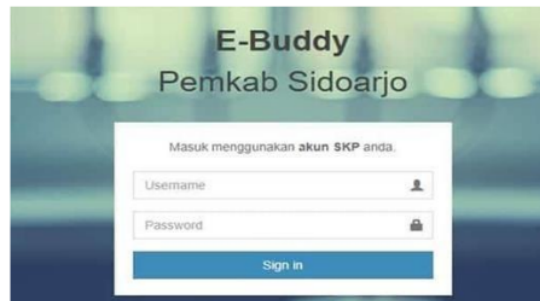 E-Buddy
Pemkab Sidoarjo
Masuk menggunakan akun SKP anda.
Username
Password
Sign in